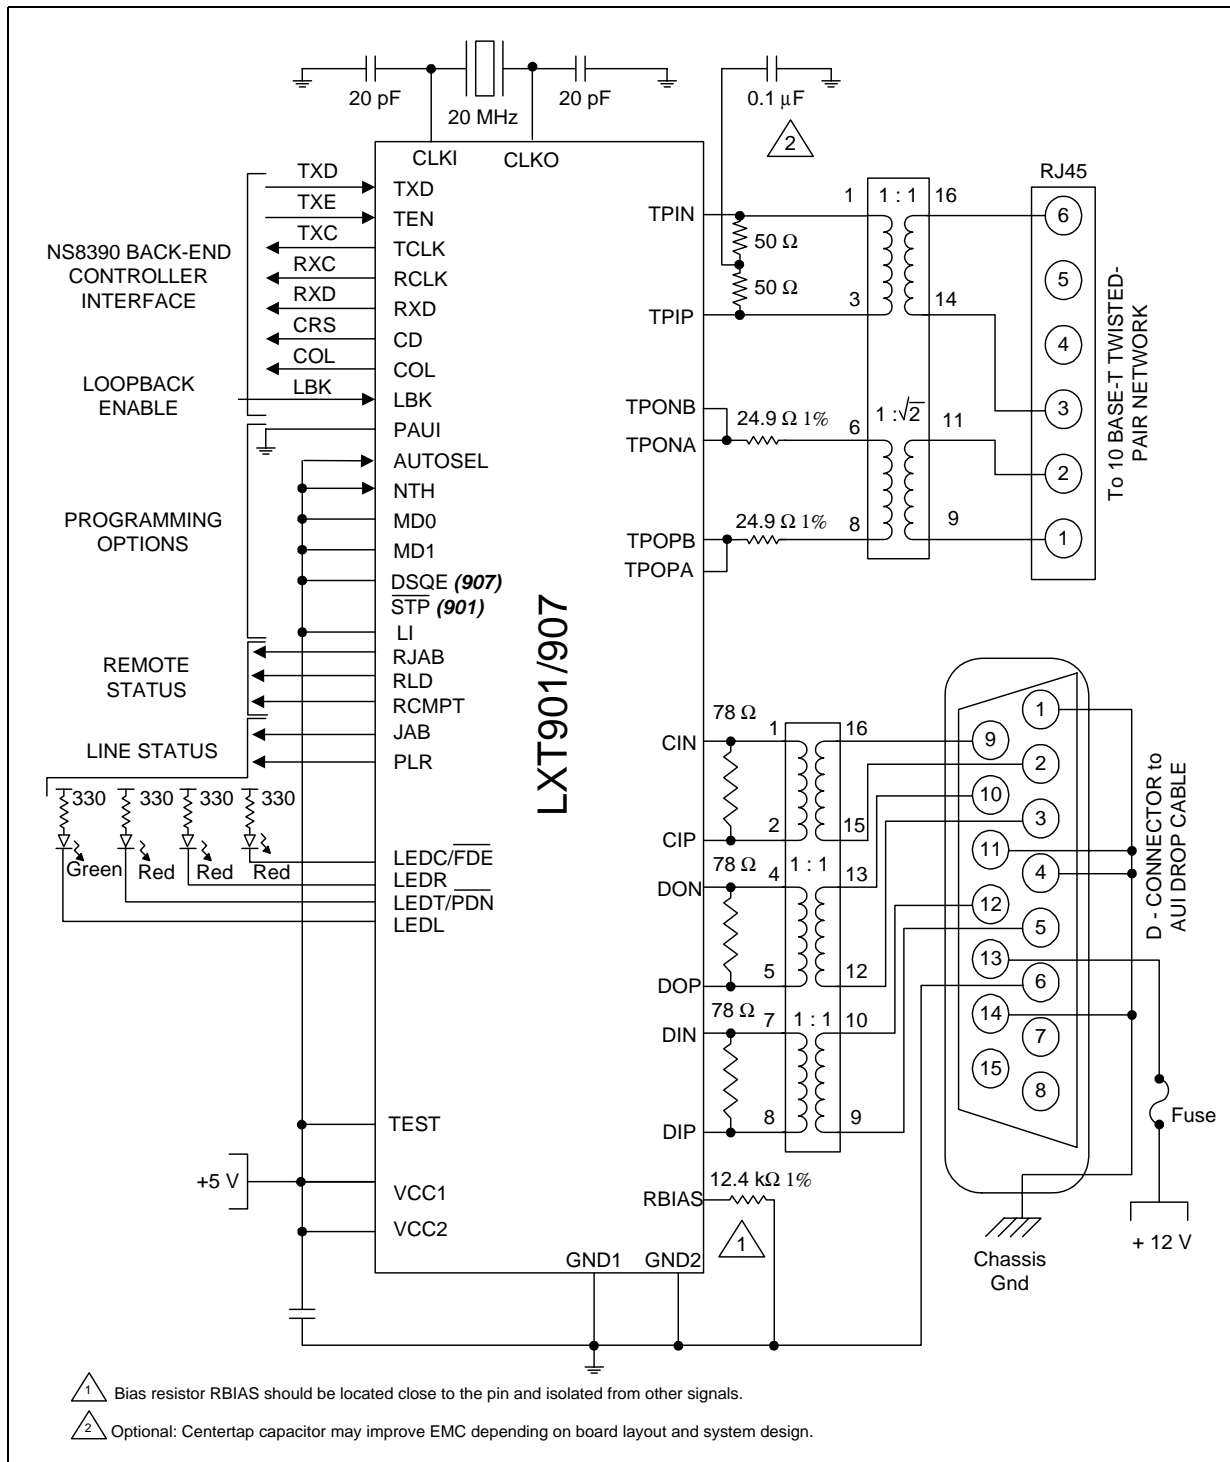 20 pF
20 MHz
20 pF
0.1 μF
2
CLKI
CLKO
RJ45
TXD
TXE
TXC
RXC
RXD
CRS
COL
LBK
NS8390 BACK-END
CONTROLLER
INTERFACE
LOOPBACK
ENABLE
PROGRAMMING
OPTIONS
REMOTE
STATUS
LINE STATUS
TXD
TEN
TCLK
RCLK
RXD
CD
COL
LBK
PAUI
AUTOSEL
NTH
MD0
MD1
DSQE (907)
STP (901)
LI
RJAB
RLD
RCMPT
JAB
PLR
330
330
330
330
Green
Red
Red
Red
LEDC/FDE
LEDR
LEDT/PDN
LEDL
TEST
+5 V
VCC1
VCC2
LXT901/907
TPIN
TPIP
TPONB
TPONA
TPOPB
TPOPA
CIN
CIP
DON
DOP
DIN
DIP
RBIAS
GND1
GND2
50 Ω
50 Ω
1
1 : 1
16
3
14
24.9 Ω 1%
6
1 :√2
11
24.9 Ω 1%
8
9
6
5
4
3
2
1
To 10 BASE-T TWISTED-
PAIR NETWORK
78 Ω
1
16
2
15
78 Ω
4
1 : 1
13
5
12
78 Ω
7
1 : 1
10
8
9
12.4 kΩ 1%
1
1
9
2
10
3
11
4
12
5
13
6
14
7
15
8
D - CONNECTOR to
AUI DROP CABLE
Fuse
+ 12 V
Chassis
Gnd
1 Bias resistor RBIAS should be located close to the pin and isolated from other signals.
2 Optional: Centertap capacitor may improve EMC depending on board layout and system design.